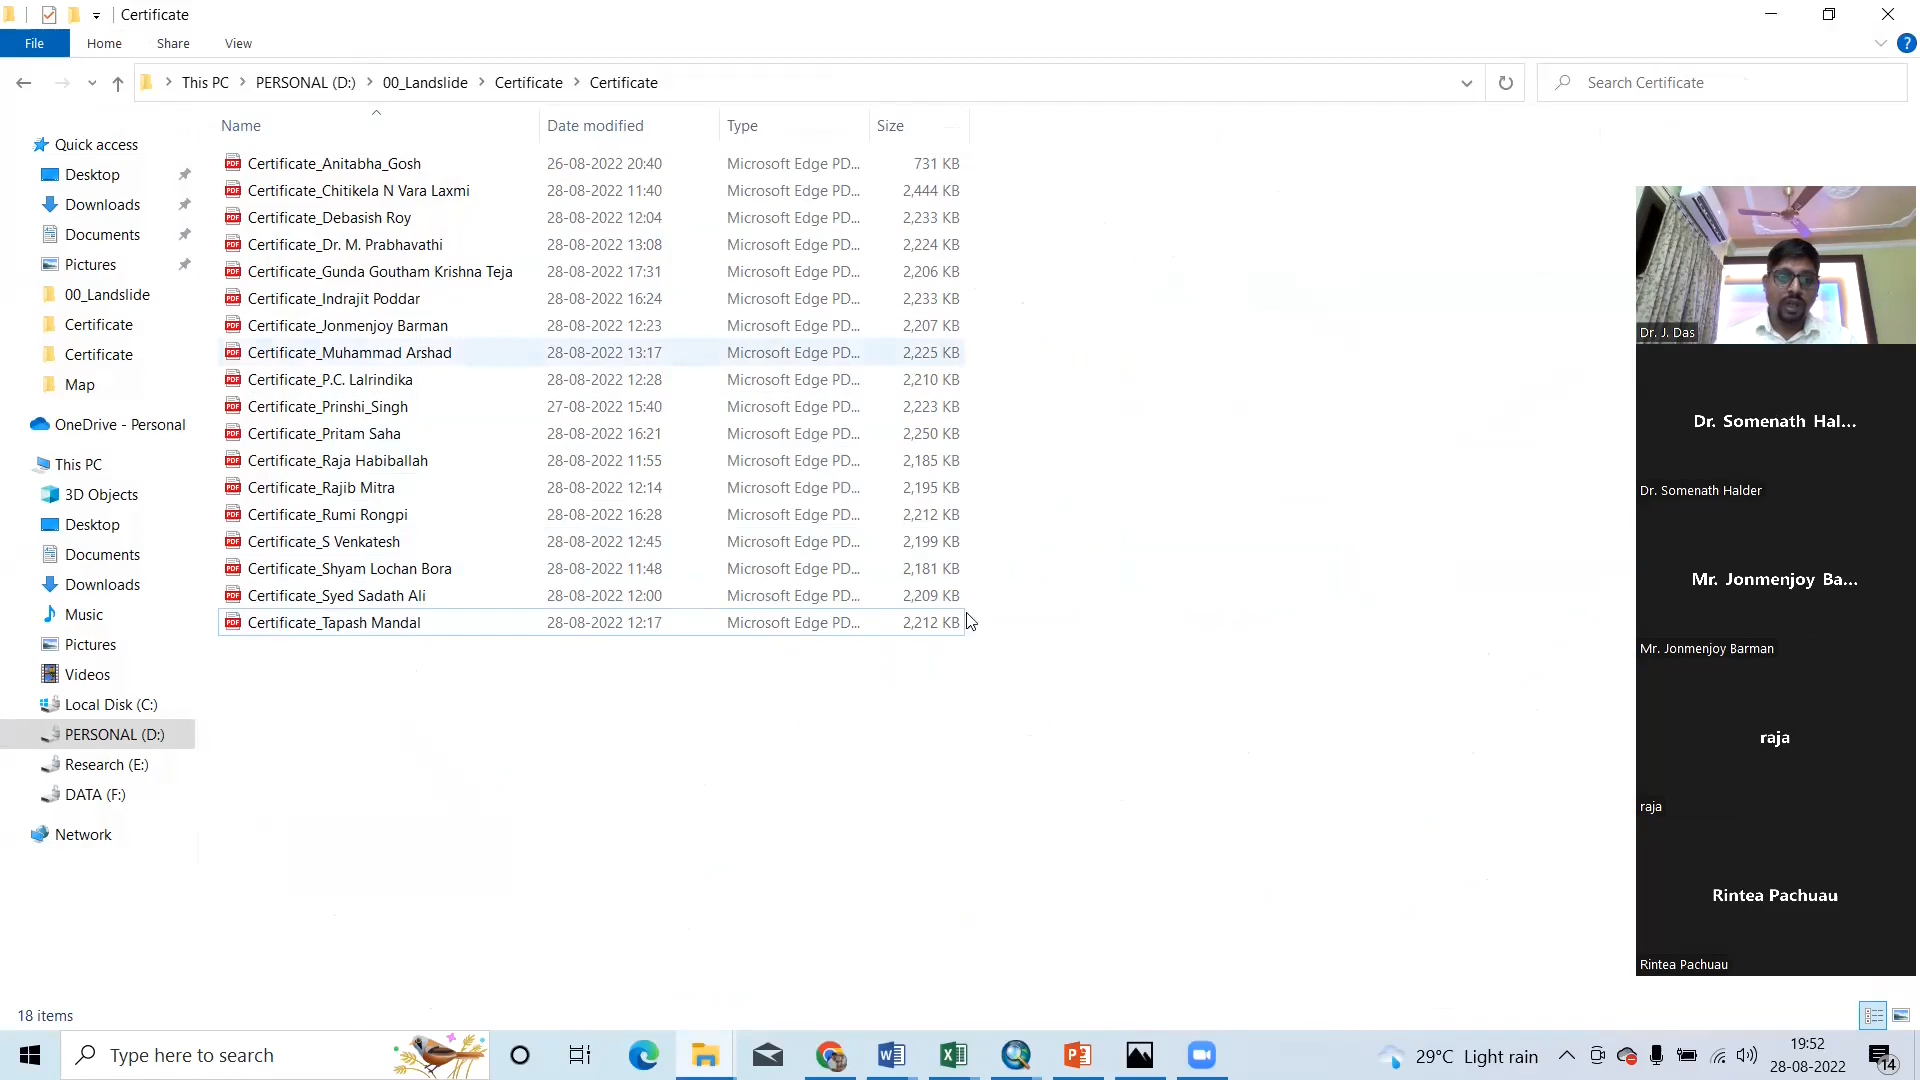 Certificate
File Home Share View
This PC PERSONAL (D:) 00_Landslide Certificate Certificate
Search Certificate
Name Date modified Type Size
Certificate_Anitabha_Gosh 26-08-2022 20:40 Microsoft Edge PD... 731 KB
Certificate_Chitikela N Vara Laxmi 28-08-2022 11:40 Microsoft Edge PD... 2,444 KB
Certificate_Debasish Roy 28-08-2022 12:04 Microsoft Edge PD... 2,233 KB
Certificate_Dr. M. Prabhavathi 28-08-2022 13:08 Microsoft Edge PD... 2,224 KB
Certificate_Gunda Goutham Krishna Teja 28-08-2022 17:31 Microsoft Edge PD... 2,206 KB
Certificate_Indrajit Poddar 28-08-2022 16:24 Microsoft Edge PD... 2,233 KB
Certificate_Jonmenjoy Barman 28-08-2022 12:23 Microsoft Edge PD... 2,207 KB
Certificate_Muhammad Arshad 28-08-2022 13:17 Microsoft Edge PD... 2,225 KB
Certificate_P.C. Lalrindika 28-08-2022 12:28 Microsoft Edge PD... 2,210 KB
Certificate_Prinshi_Singh 27-08-2022 15:40 Microsoft Edge PD... 2,223 KB
Certificate_Pritam Saha 28-08-2022 16:21 Microsoft Edge PD... 2,250 KB
Certificate_Raja Habiballah 28-08-2022 11:55 Microsoft Edge PD... 2,185 KB
Certificate_Rajib Mitra 28-08-2022 12:14 Microsoft Edge PD... 2,195 KB
Certificate_Rumi Rongpi 28-08-2022 16:28 Microsoft Edge PD... 2,212 KB
Certificate_S Venkatesh 28-08-2022 12:45 Microsoft Edge PD... 2,199 KB
Certificate_Shyam Lochan Bora 28-08-2022 11:48 Microsoft Edge PD... 2,181 KB
Certificate_Syed Sadath Ali 28-08-2022 12:00 Microsoft Edge PD... 2,209 KB
Certificate_Tapash Mandal 28-08-2022 12:17 Microsoft Edge PD... 2,212 KB
Quick access
Desktop
Downloads
Documents
Pictures
00_Landslide
Certificate
Certificate
Map
OneDrive - Personal
This PC
3D Objects
Desktop
Documents
Downloads
Music
Pictures
Videos
Local Disk (C:)
PERSONAL (D:)
Research (E:)
DATA (F:)
Network
Dr. J. Das
Dr. Somenath Hal...
Dr. Somenath Halder
Mr. Jonmenjoy Ba...
Mr. Jonmenjoy Barman
raja
raja
Rintea Pachuau
Rintea Pachuau
18 items
Type here to search
29°C Light rain
19:52
28-08-2022
14